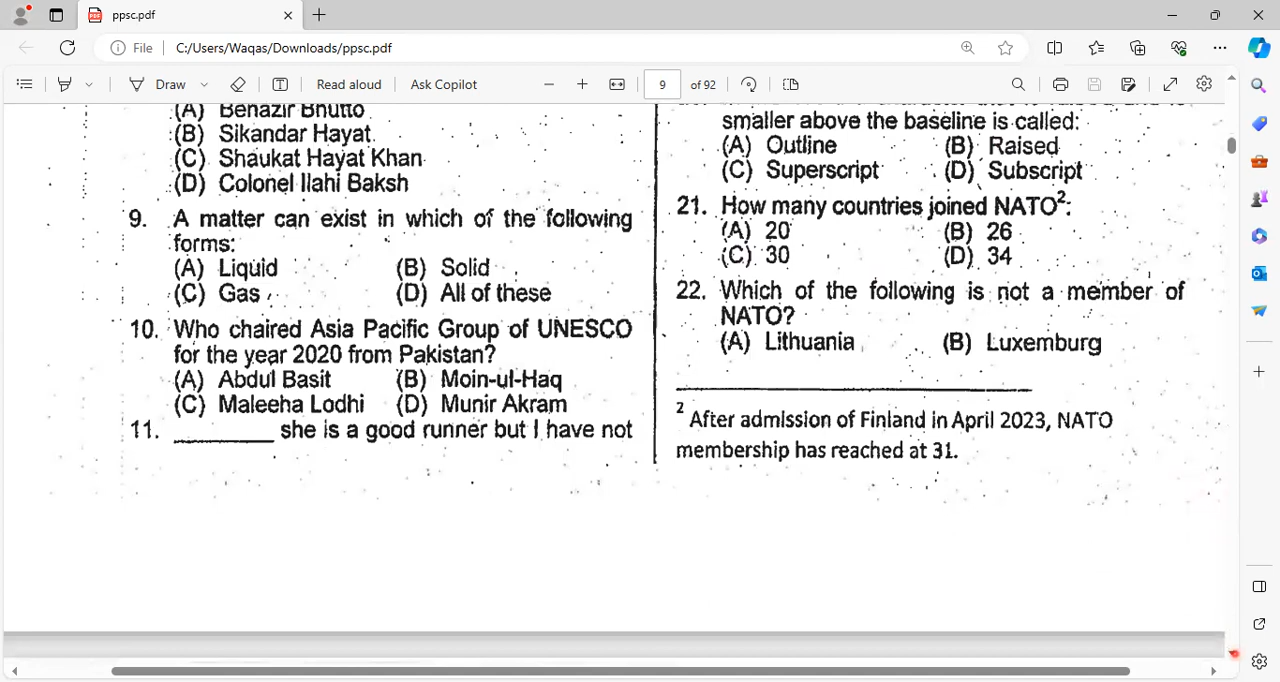 ppsc.pdf
File
C:/Users/Waqas/Downloads/ppsc.pdf
Draw
Read aloud
Ask Copilot
9 of 92
(A) Benazir Bhutto
(B) Sikandar Hayat
(C) Shaukat Hayat Khan
(D) Colonel Ilahi Baksh
9. A matter can exist in which of the following
forms:
(A) Liquid (B) Solid
(C) Gas (D) All of these
10. Who chaired Asia Pacific Group of UNESCO
for the year 2020 from Pakistan?
(A) Abdul Basit (B) Moin-ul-Haq
(C) Maleeha Lodhi (D) Munir Akram
11. ________ she is a good runner but I have not
smaller above the baseline is called:
(A) Outline (B) Raised
(C) Superscript (D) Subscript
21. How many countries joined NATO²:
(A) 20 (B) 26
(C) 30 (D) 34
22. Which of the following is not a member of
NATO?
(A) Lithuania (B) Luxemburg
² After admission of Finland in April 2023, NATO
membership has reached at 31.